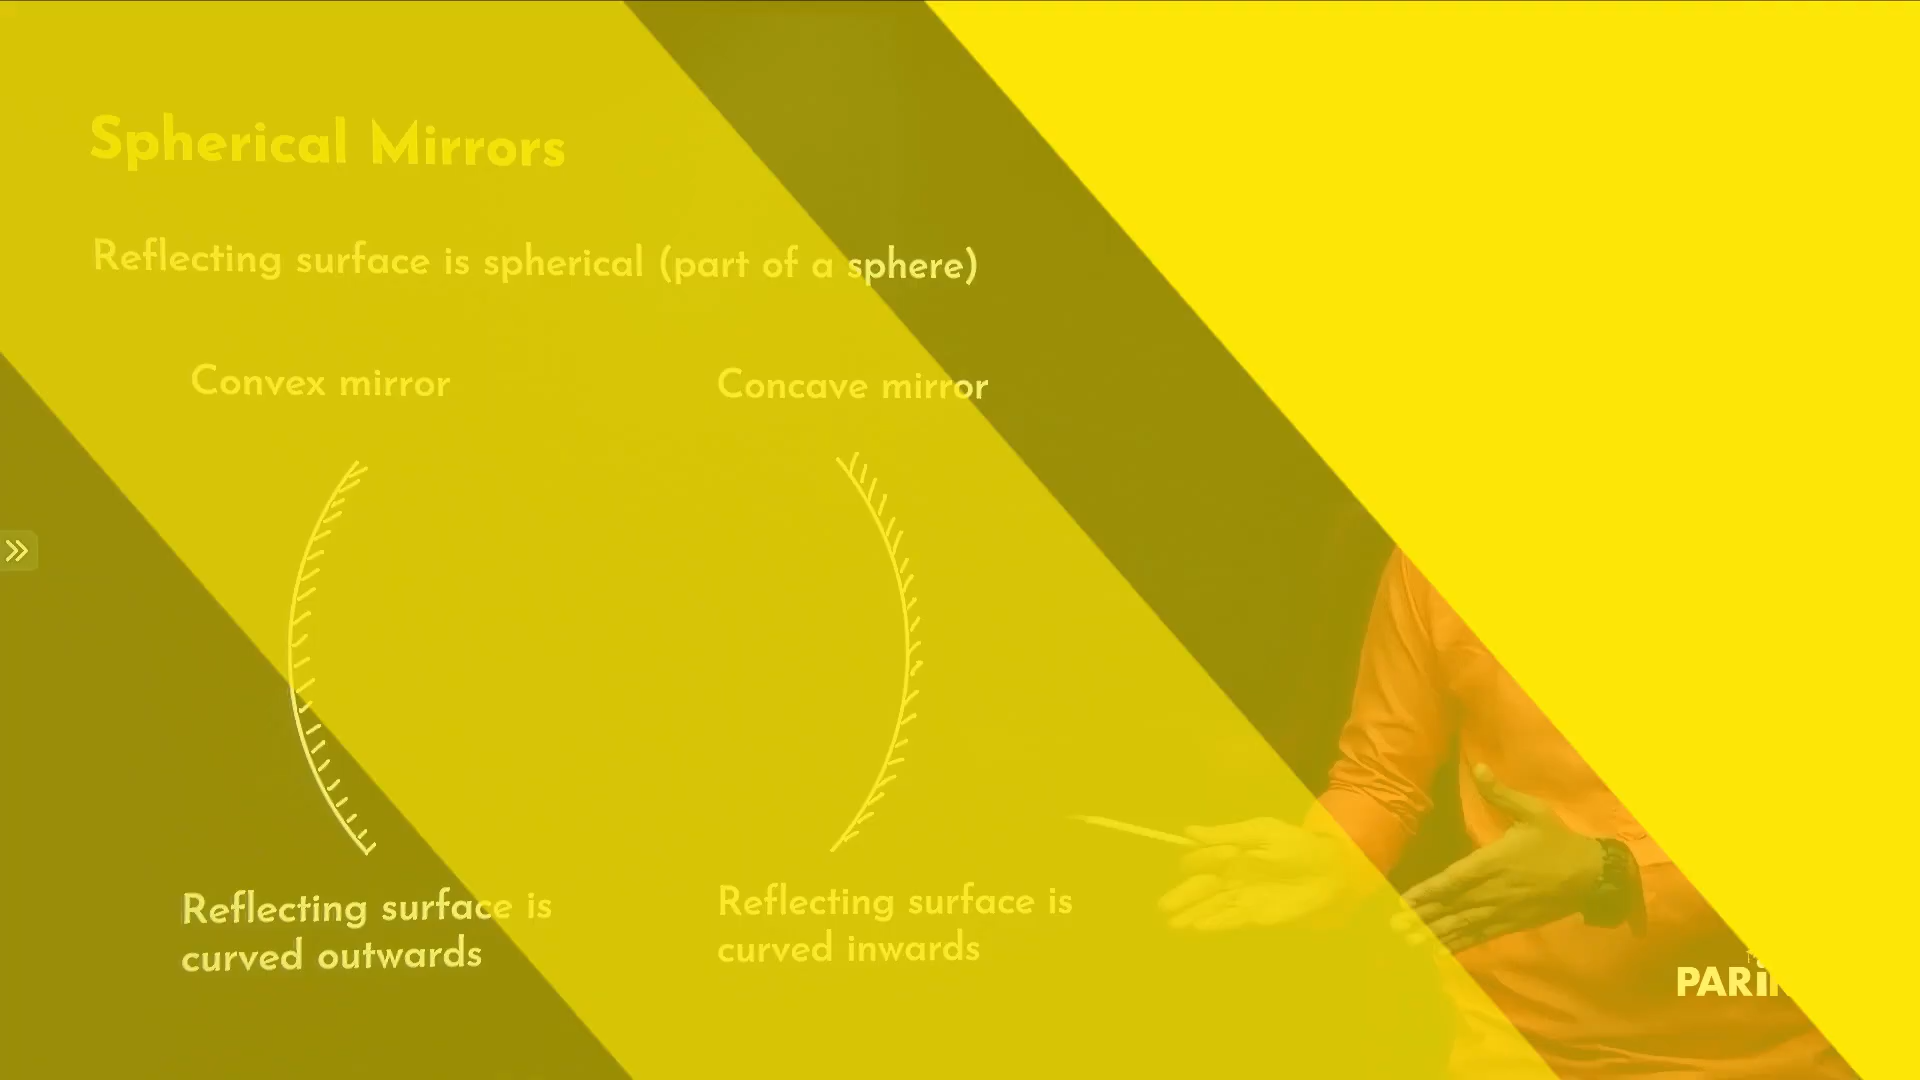 Spherical Mirrors
Reflecting surface is spherical (part of a sphere)
Convex mirror
Concave mirror
Reflecting surface is
curved outwards
Reflecting surface is
curved inwards